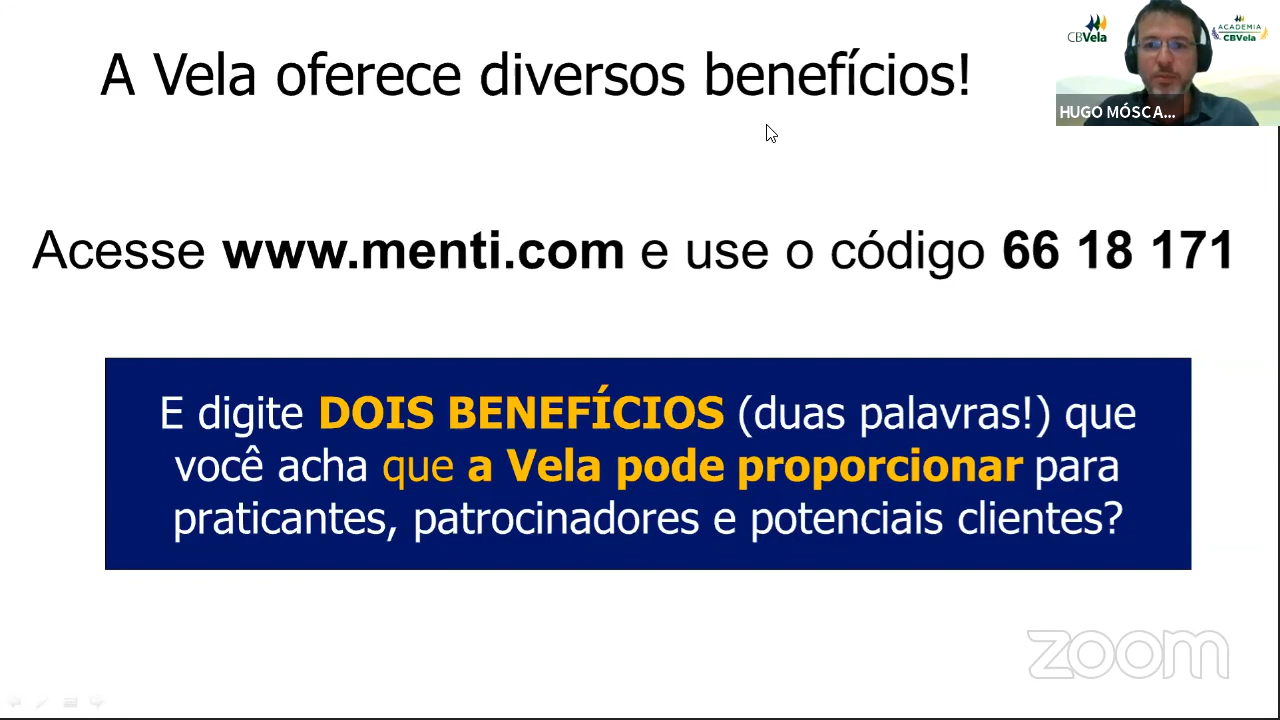 A Vela oferece diversos benefícios!
CBVela
ACADEMIA
CBVela
HUGO MÓSCA...
Acesse www.menti.com e use o código 66 18 171
E digite DOIS BENEFÍCIOS (duas palavras!) que
você acha que a Vela pode proporcionar para
praticantes, patrocinadores e potenciais clientes?
zoom